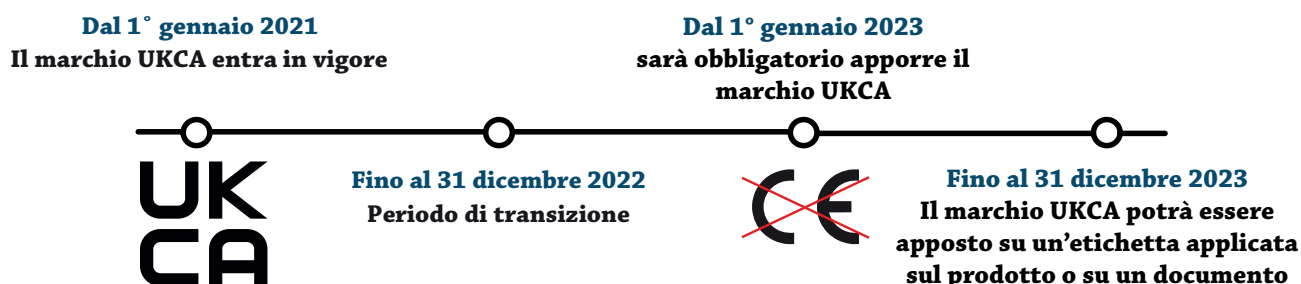 Dal 1° gennaio 2021
Il marchio UKCA entra in vigore
Dal 1° gennaio 2023
sarà obbligatorio apporre il
marchio UKCA
UK
CA
Fino al 31 dicembre 2022
Periodo di transizione
CE
Fino al 31 dicembre 2023
Il marchio UKCA potrà essere
apposto su un'etichetta applicata
sul prodotto o su un documento